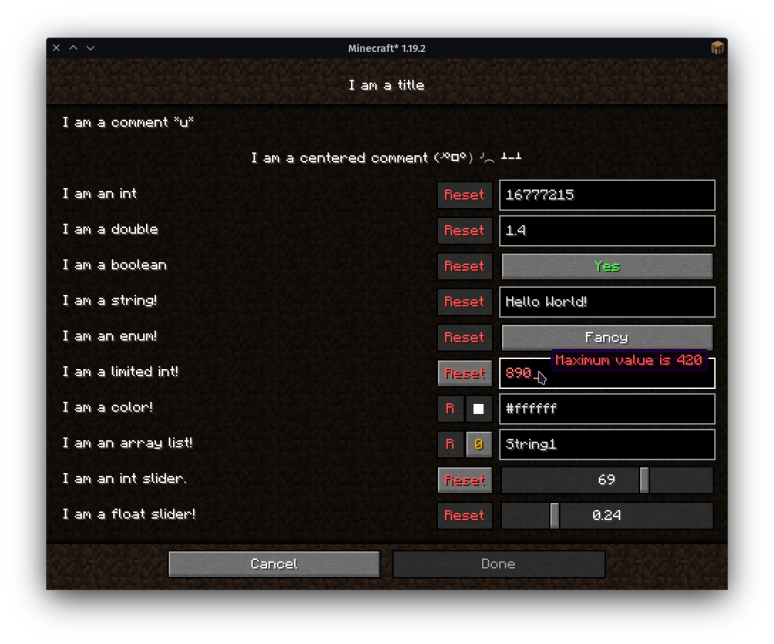 Minecraft* 1.19.2
I am a title
I am a comment ˣuˣ
I am a centered comment (╯°□°)╯︵ ┻━┻
I am an int Reset 16777215
I am a double Reset 1.4
I am a boolean Reset Yes
I am a string! Reset Hello World!
I am an enum! Reset Fancy
Maximum value is 420
I am a limited int! Reset 890_
I am a color! R #ffffff
I am an array list! R 0 String1
I am an int slider. Reset 69
I am a float slider! Reset 0.24
Cancel Done